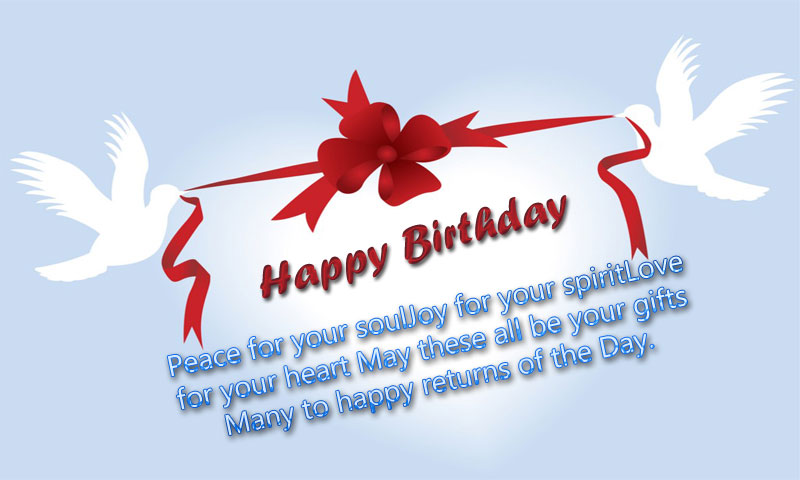 Happy Birthday
Peace for your soulJoy for your spiritLove
for your heart May these all be your gifts
Many to happy returns of the Day.